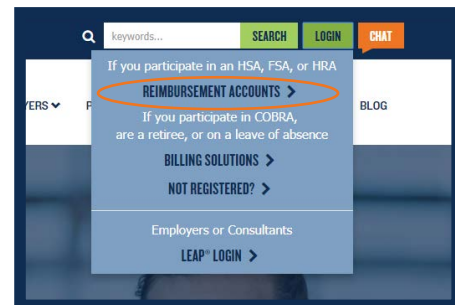 keywords...
SEARCH
LOGIN
CHAT
If you participate in an HSA, FSA, or HRA
REIMBURSEMENT ACCOUNTS >
YERS
P
BLOG
If you participate in COBRA,
are a retiree, or on a leave of absence
BILLING SOLUTIONS >
NOT REGISTERED? >
Employers or Consultants
LEAP® LOGIN >